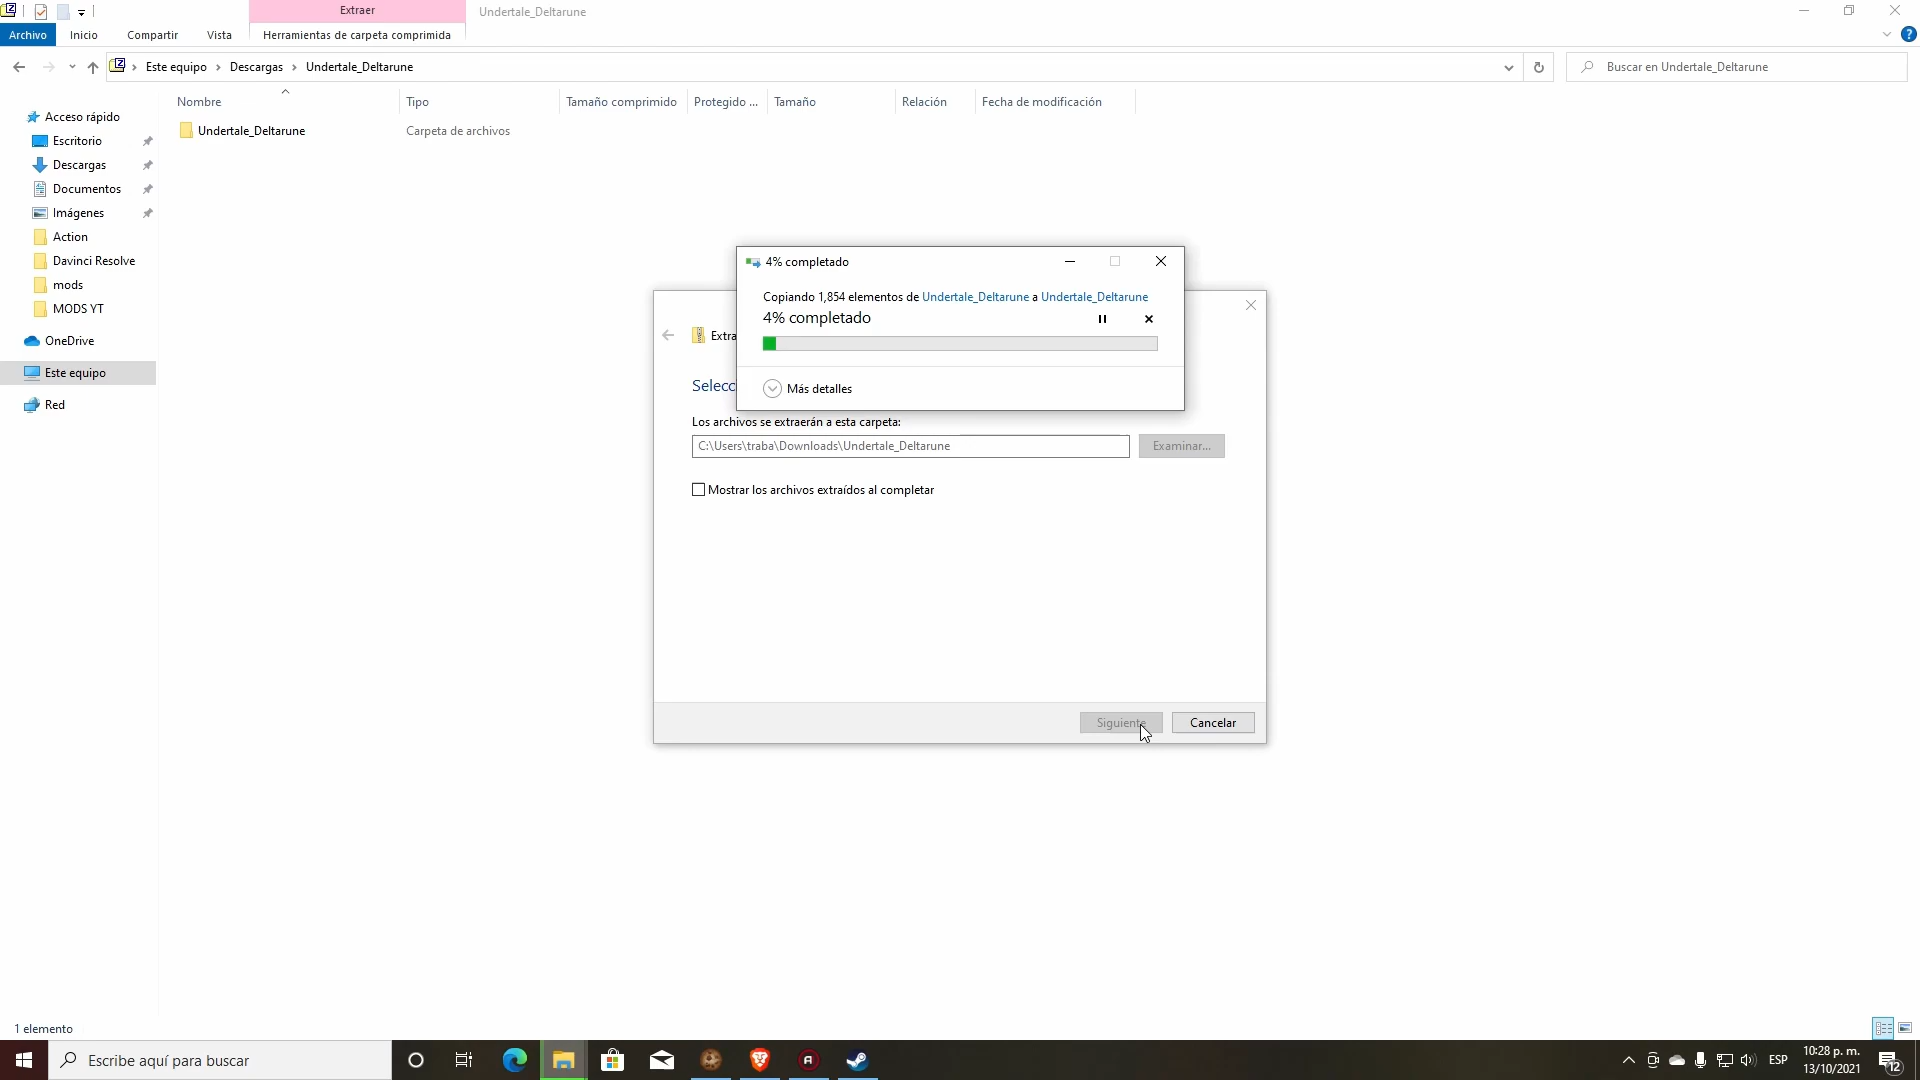 Extraer
Undertale_Deltarune
Archivo
Inicio
Compartir
Vista
Herramientas de carpeta comprimida
Este equipo > Descargas > Undertale_Deltarune
Buscar en Undertale_Deltarune
Nombre
Tipo
Tamaño comprimido
Protegido ...
Tamaño
Relación
Fecha de modificación
Undertale_Deltarune
Carpeta de archivos
Acceso rápido
Escritorio
Descargas
Documentos
Imágenes
Action
Davinci Resolve
mods
MODS YT
OneDrive
Este equipo
Red
4% completado
Copiando 1,854 elementos de Undertale_Deltarune a Undertale_Deltarune
4% completado
Más detalles
Extra
Selecc
Los archivos se extraerán a esta carpeta:
C:\Users\traba\Downloads\Undertale_Deltarune
Examinar...
Mostrar los archivos extraídos al completar
Siguiente
Cancelar
1 elemento
Escribe aquí para buscar
ESP
10:28 p. m.
13/10/2021
12